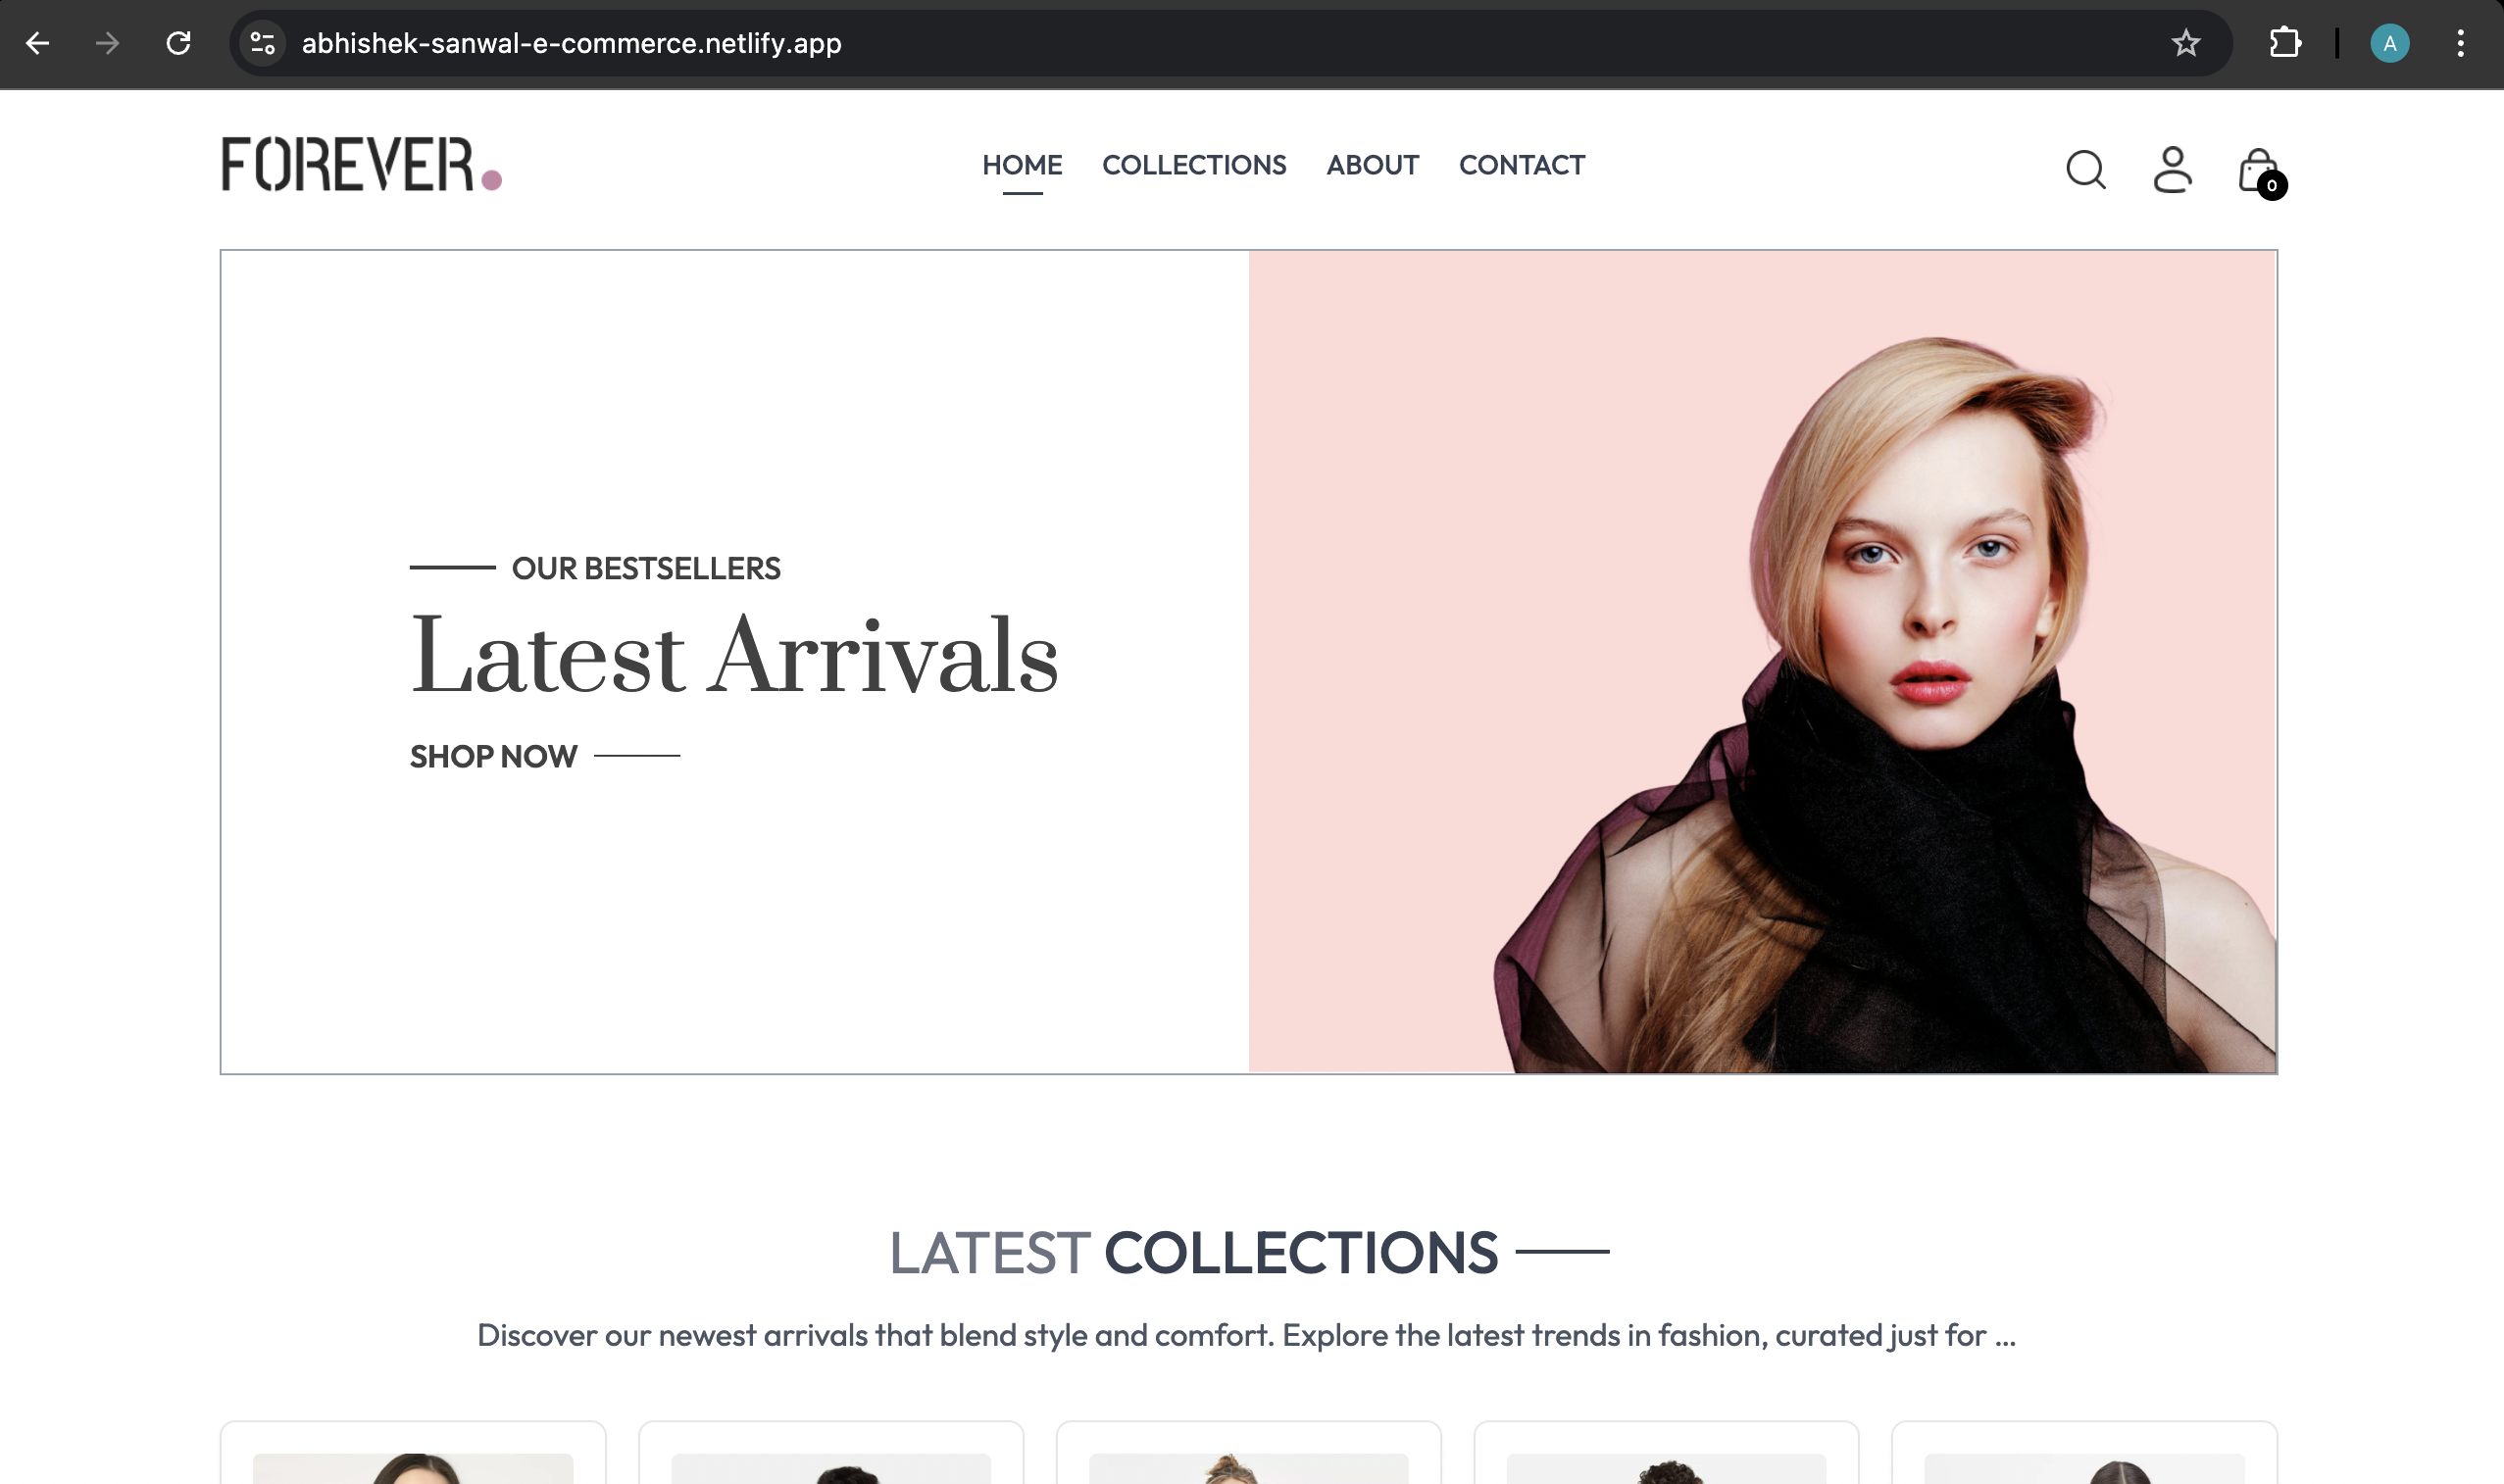 abhishek-sanwal-e-commerce.netlify.app
A
FOREVER.
HOME COLLECTIONS ABOUT CONTACT
0
OUR BESTSELLERS
Latest Arrivals
SHOP NOW
LATEST COLLECTIONS
Discover our newest arrivals that blend style and comfort. Explore the latest trends in fashion, curated just for ...